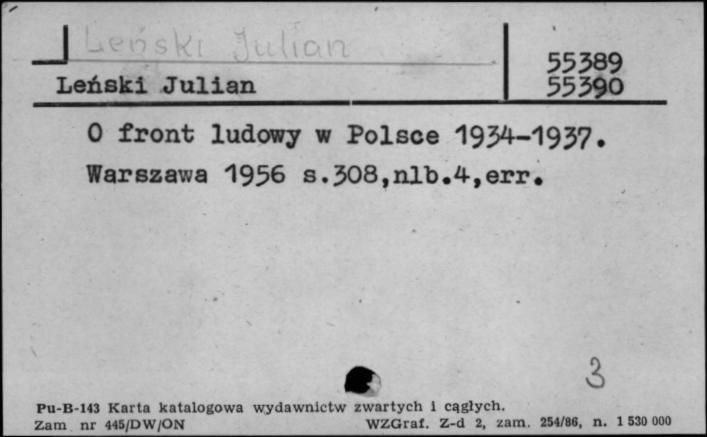 Leński Julian
55389
Leński Julian
55390
O front ludowy w Polsce 1934-1937.
Warszawa 1956 s.308,nlb.4,err.
3
Pu-B-143 Karta katalogowa wydawnictw zwartych i cągłych.
Zam nr 445/DW/ON WZGraf. Z-d 2, zam. 254/86, n. 1 530 000